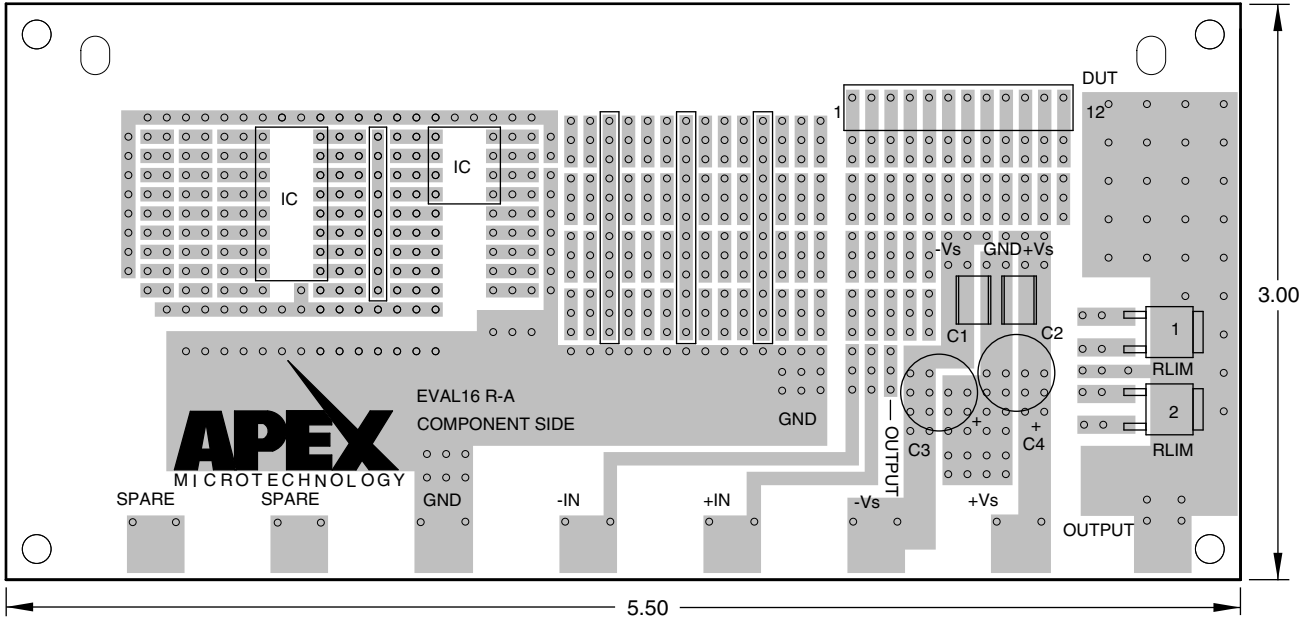 DUT
1
12
IC
IC
-Vs
GND
+Vs
3.00
C1
C2
1
RLIM
EVAL16 R-A
COMPONENT SIDE
GND
2
APEX
MICROTECHNOLOGY
— OUTPUT
+
+
C3
C4
RLIM
SPARE
SPARE
GND
-IN
+IN
-Vs
+Vs
OUTPUT
5.50